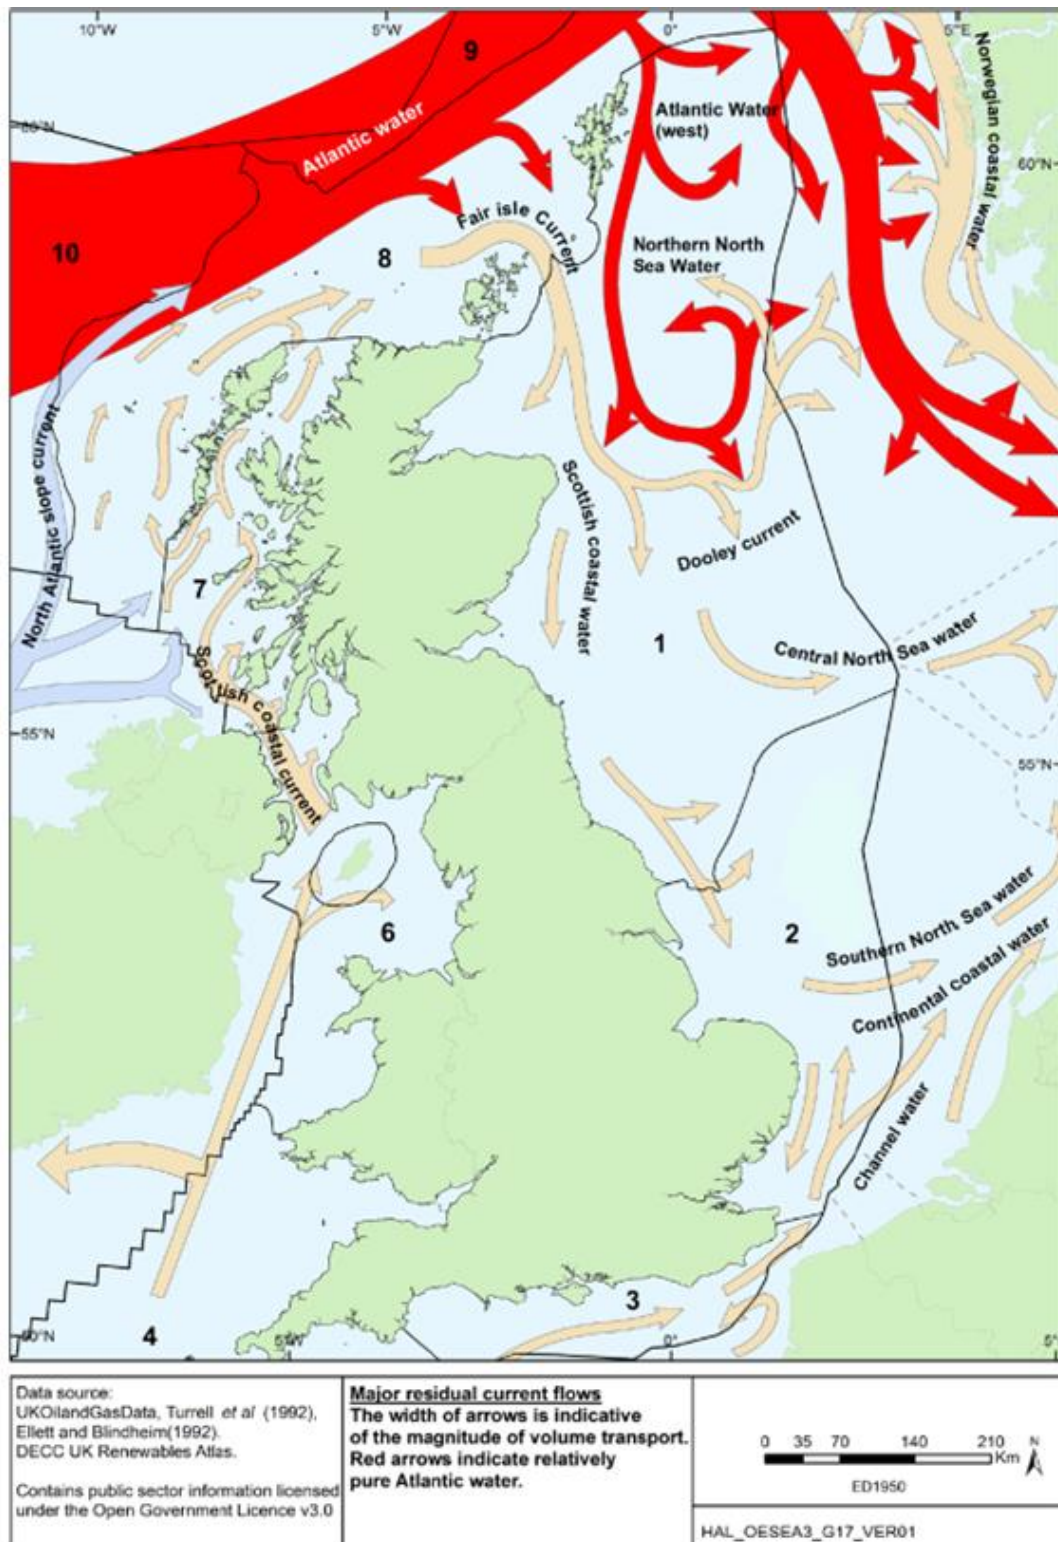 10°W
5°W
0°
5°E
9
Atlantic water
Atlantic Water
(west)
Norwegian coastal water
60°N
60°N
Fair isle Current
10
8
Northern North
Sea Water
North Atlantic slope current
Scottish coastal water
Dooley current
7
1
Central North Sea water
Scottish coastal current
55°N
55°N
6
2
Southern North Sea water
Continental coastal water
Channel water
3
4
50°N
5°W
0°
Data source:
UKOilandGasData, Turrell et al (1992),
Ellett and Blindheim(1992).
DECC UK Renewables Atlas.
Contains public sector information licensed
under the Open Government Licence v3.0
Major residual current flows
The width of arrows is indicative
of the magnitude of volume transport.
Red arrows indicate relatively
pure Atlantic water.
0 35 70 140 210
Km
N
ED1950
HAL_OESEA3_G17_VER01